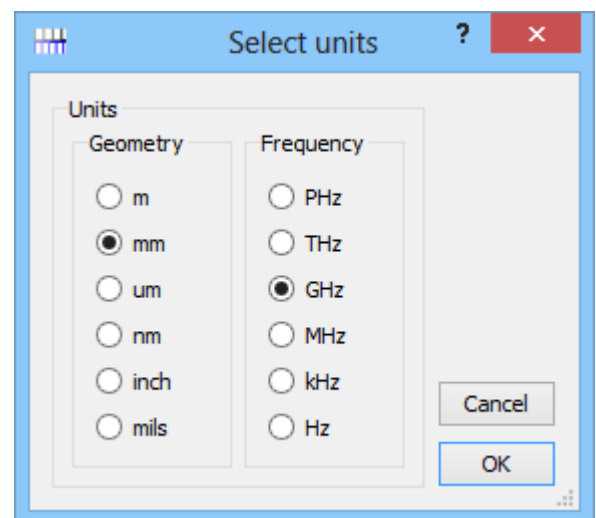 Select units
?
×
Units
Geometry
m
mm
um
nm
inch
mils
Frequency
PHz
THz
GHz
MHz
kHz
Hz
Cancel
OK